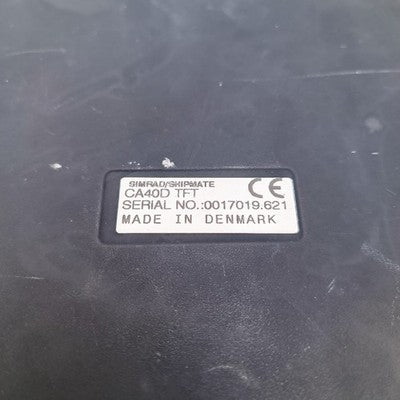 SIMRAD/SKIPMATE CE
CA40D TFT
SERIAL NO.:0017019.621
MADE IN DENMARK